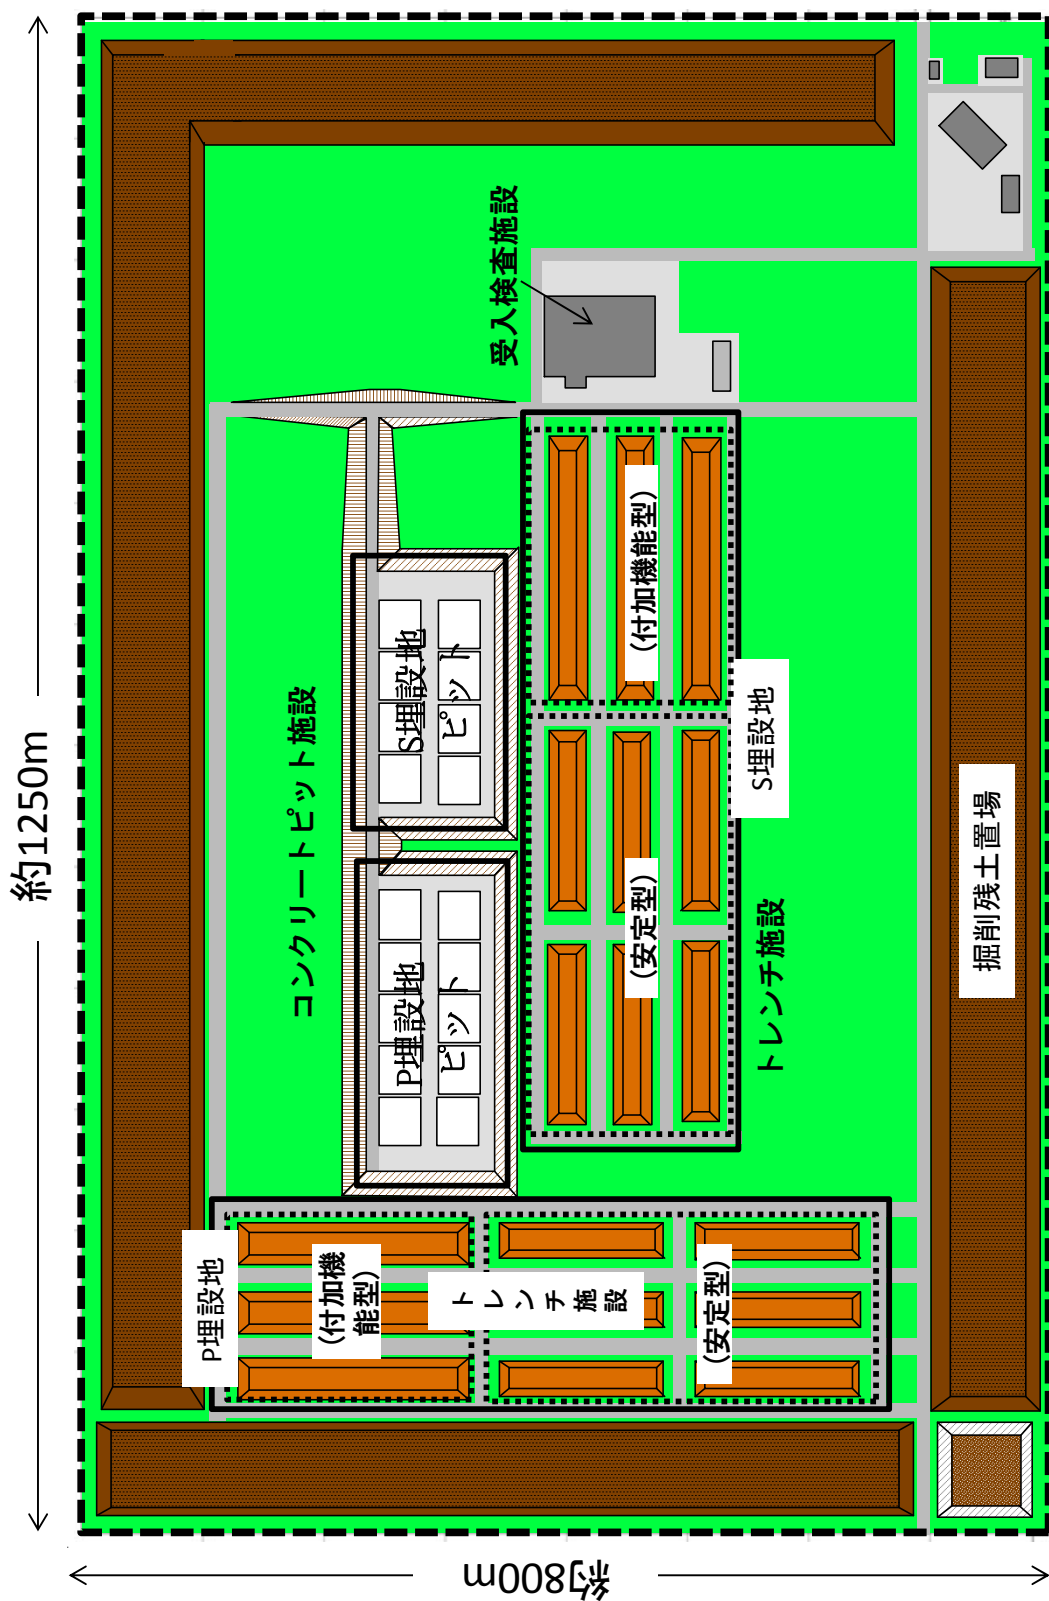 約1250m
約800m
受入検査施設
コンクリートピット施設
S埋設地
ピット
P埋設地
ピット
(付加機能型)
(安定型)
S埋設地
トレンチ施設
P埋設地
(付加機
能型)
トレンチ施設
(安定型)
掘削残土置場